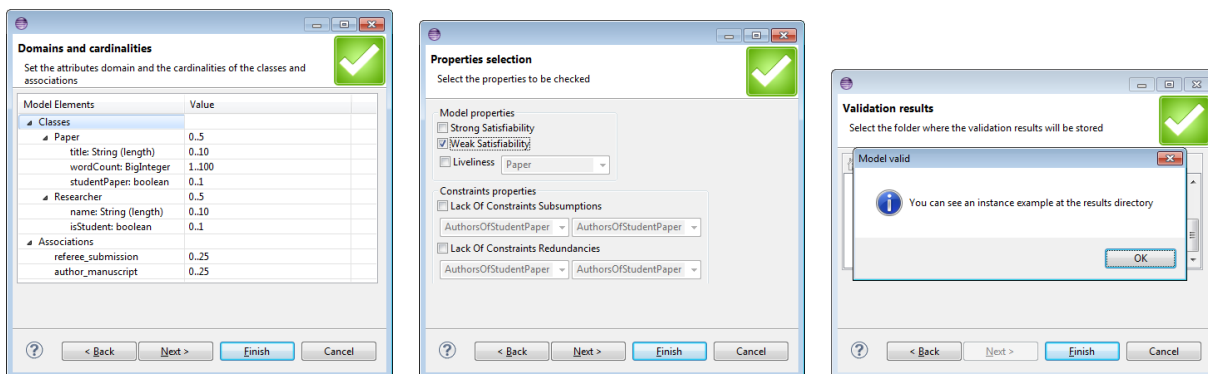 Domains and cardinalities
Set the attributes domain and the cardinalities of the classes and
associations
Model Elements Value
Classes
Paper 0..5
title: String (length) 0..10
wordCount: BigInteger 1..100
studentPaper: boolean 0..1
Researcher 0..5
name: String (length) 0..10
isStudent: boolean 0..1
Associations
referee_submission 0..25
author_manuscript 0..25
? < Back Next > Finish Cancel
Properties selection
Select the properties to be checked
Model properties
Strong Satisfiability
Weak Satisfiability
Liveliness Paper
Constraints properties
Lack Of Constraints Subsumptions
AuthorsOfStudentPaper AuthorsOfStudentPaper
Lack Of Constraints Redundancies
AuthorsOfStudentPaper AuthorsOfStudentPaper
? < Back Next > Finish Cancel
Validation results
Select the folder where the validation results will be stored
Model valid
You can see an instance example at the results directory
OK
? < Back Next > Finish Cancel